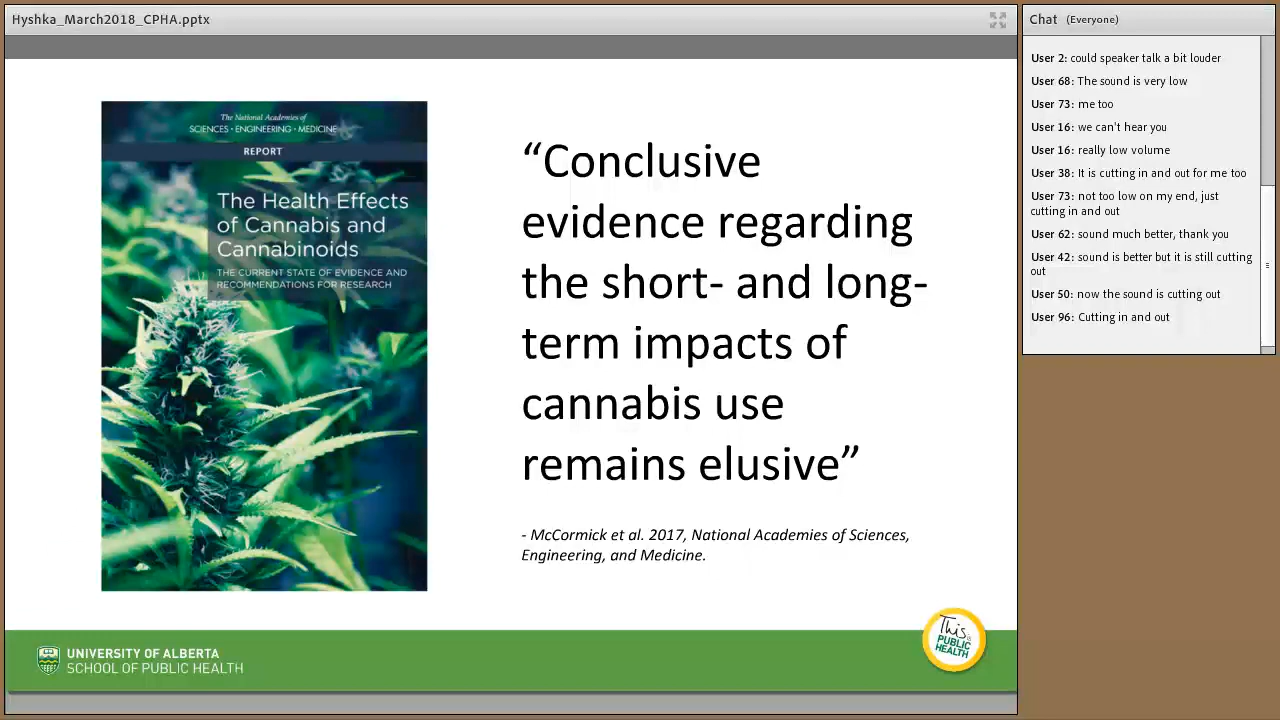 Hyshka_March2018_CPHA.pptx
The National Academies of
SCIENCES • ENGINEERING • MEDICINE
REPORT
The Health Effects
of Cannabis and
Cannabinoids
THE CURRENT STATE OF EVIDENCE AND
RECOMMENDATIONS FOR RESEARCH
“Conclusive
evidence regarding
the short- and long-
term impacts of
cannabis use
remains elusive”
- McCormick et al. 2017, National Academies of Sciences,
Engineering, and Medicine.
UNIVERSITY OF ALBERTA
SCHOOL OF PUBLIC HEALTH
This is
PUBLIC
HEALTH
Chat (Everyone)
User 2: could speaker talk a bit louder
User 68: The sound is very low
User 73: me too
User 16: we can't hear you
User 16: really low volume
User 38: It is cutting in and out for me too
User 73: not too low on my end, just
cutting in and out
User 62: sound much better, thank you
User 42: sound is better but it is still cutting
out
User 50: now the sound is cutting out
User 96: Cutting in and out